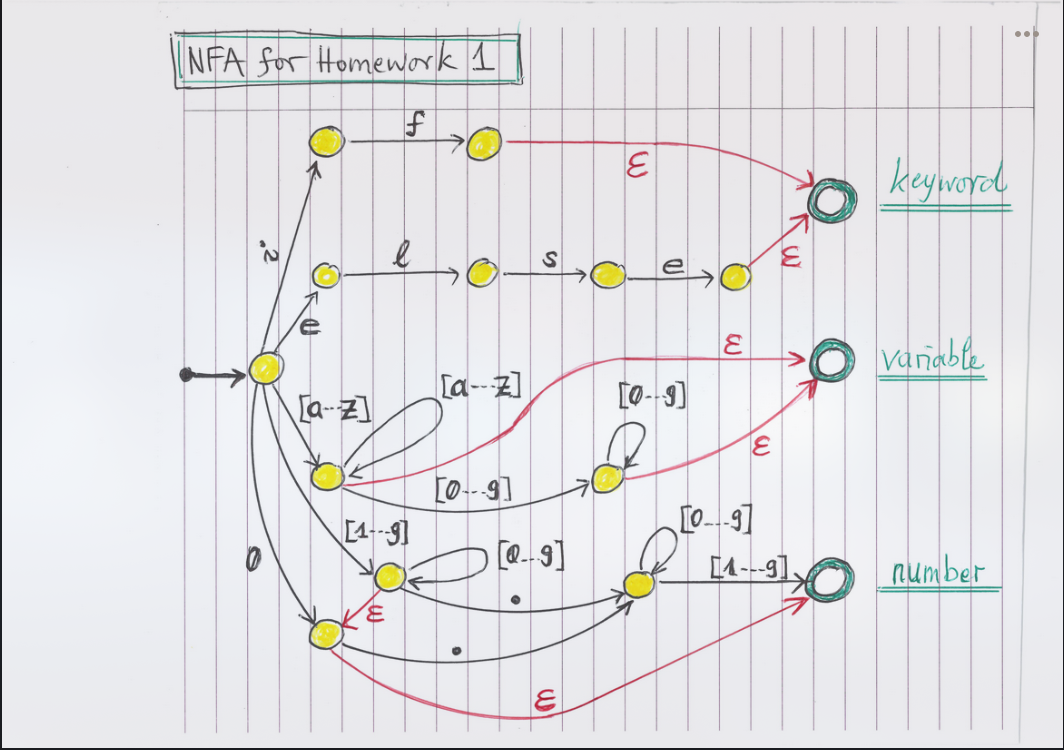 NFA for Homework 1
f
ε
keyword
i
l
s
e
ε
e
ε
variable
[a--z]
[a--z]
[0--9]
ε
[0--9]
[1--9]
[0--9]
[0--9]
[1--9]
number
0
ε
.
.
ε